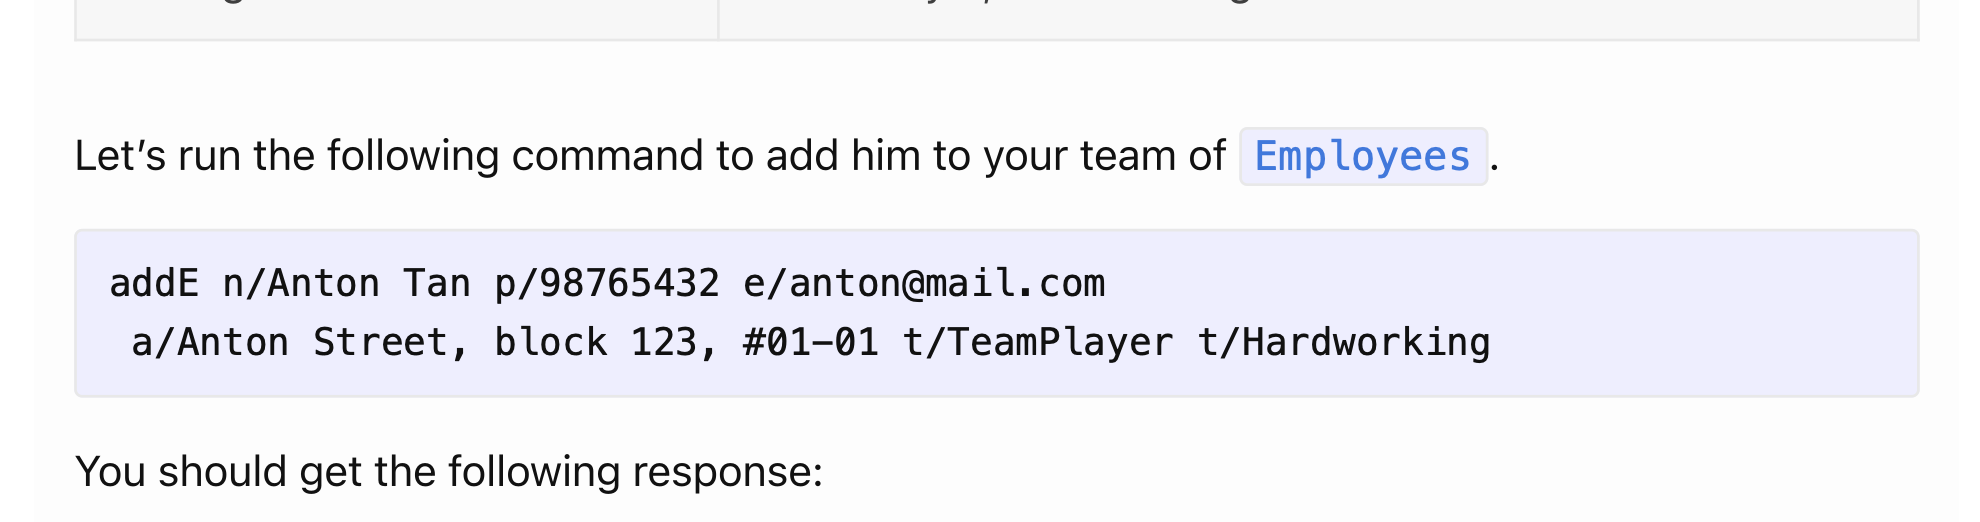 Let’s run the following command to add him to your team of Employees.
addE n/Anton Tan p/98765432 e/anton@mail.com
a/Anton Street, block 123, #01-01 t/TeamPlayer t/Hardworking
You should get the following response: